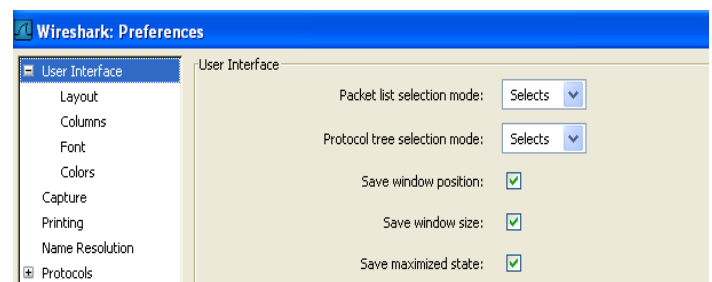 Wireshark: Preferences
User Interface
Layout
Columns
Font
Colors
Capture
Printing
Name Resolution
Protocols
User Interface
Packet list selection mode: Selects
Protocol tree selection mode: Selects
Save window position:
Save window size:
Save maximized state: